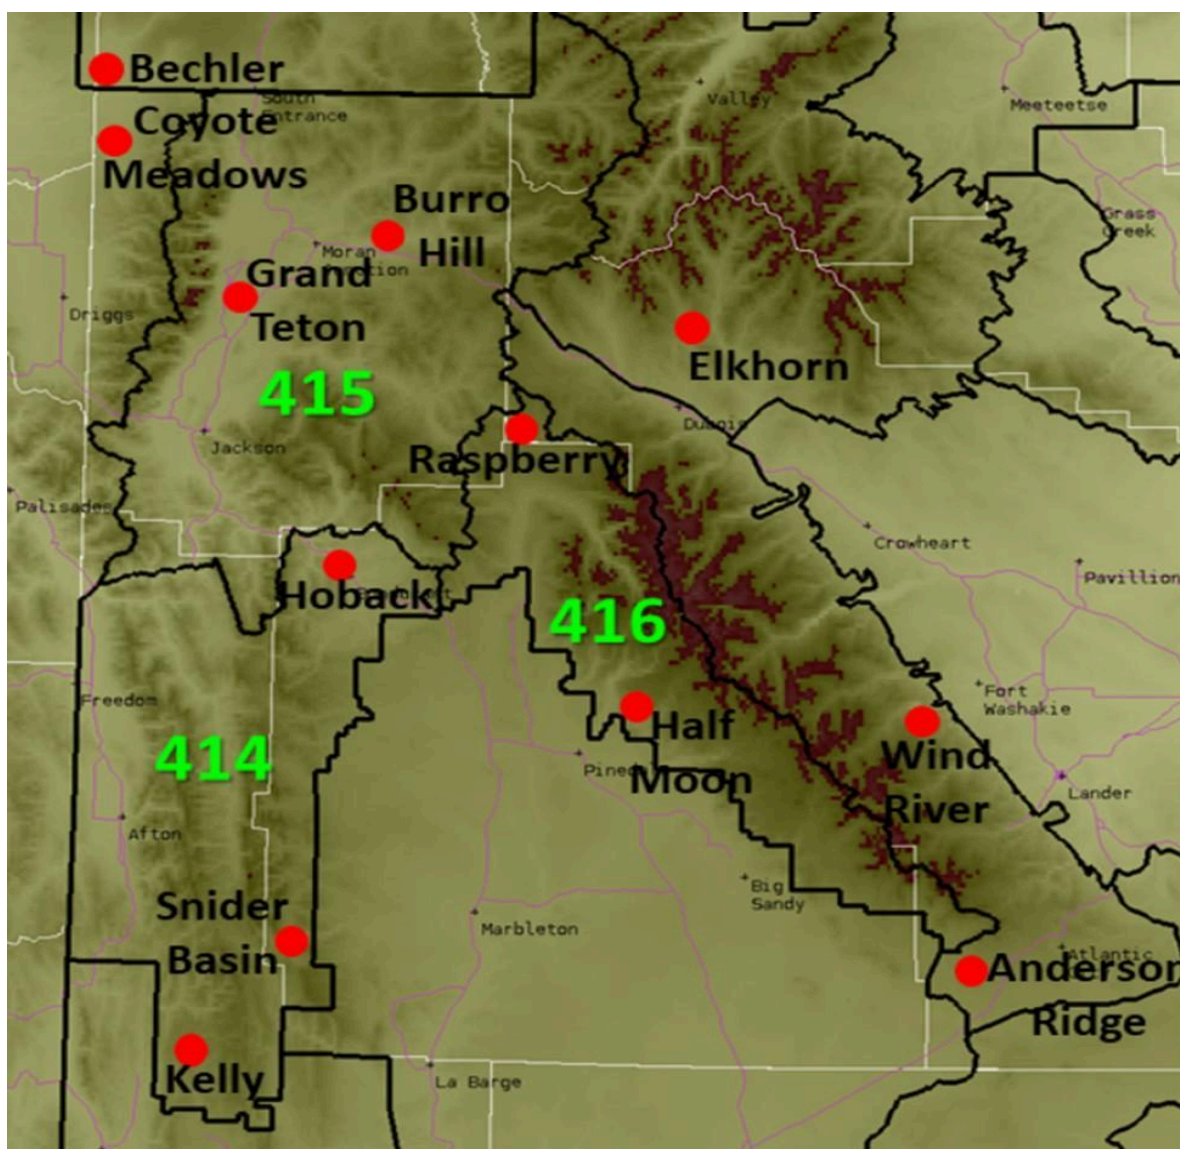 Bechler
South
Entrance
Coyote
Meadows
Valley
Meeteetse
Burro
Hill
Grass
Creek
Moran
Grand
Teton
Driggs
Elkhorn
415
Jackson
Raspberry
Palisades
Crowheart
Pavillion
Hoback
416
Freedom
Fort
Washakie
414
Half
Moon
Wind
River
Lander
Afton
Big
Sandy
Snider
Basin
Marbleton
Atlantic
Anderson
Ridge
Kelly
La Barge